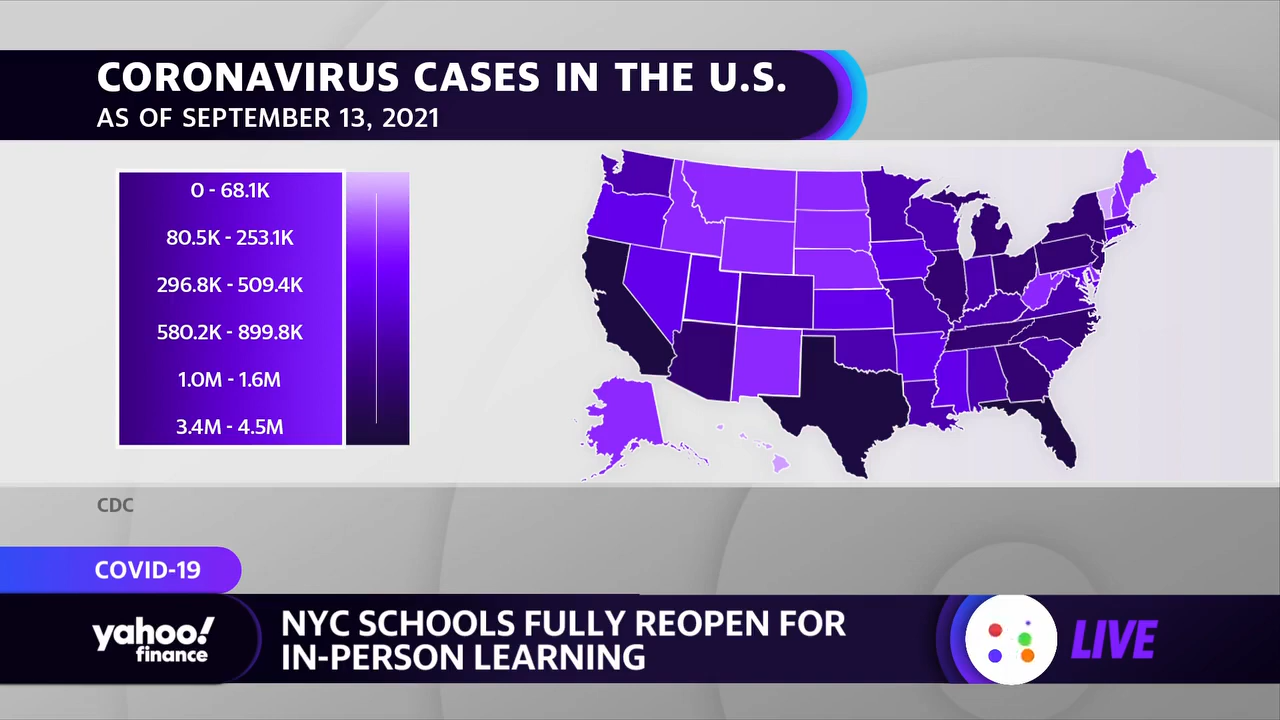 CORONAVIRUS CASES IN THE U.S.
AS OF SEPTEMBER 13, 2021
0 - 68.1K
80.5K - 253.1K
296.8K - 509.4K
580.2K - 899.8K
1.0M - 1.6M
3.4M - 4.5M
CDC
COVID-19
yahoo!
finance
NYC SCHOOLS FULLY REOPEN FOR
IN-PERSON LEARNING
LIVE